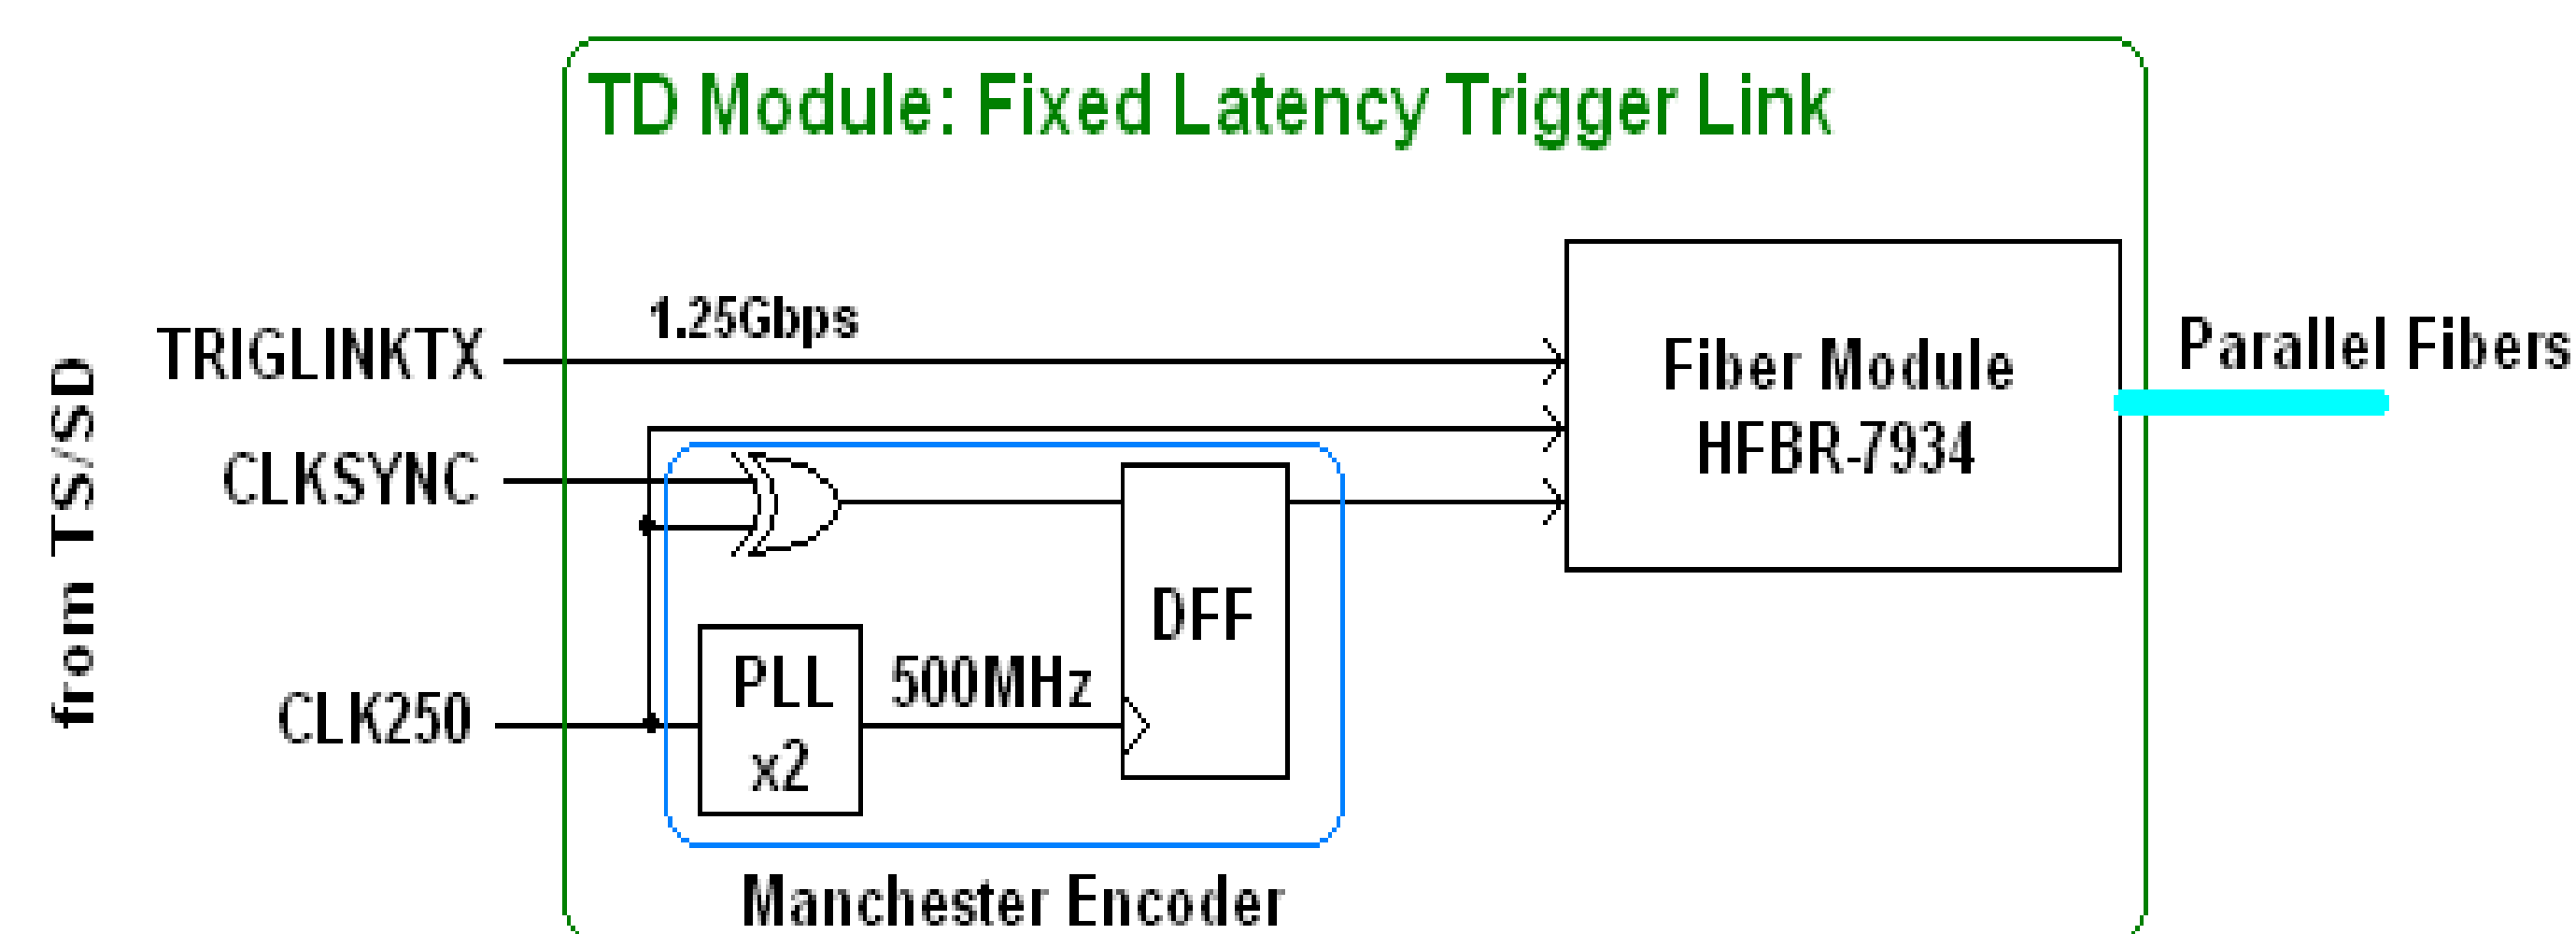 TD Module: Fixed Latency Trigger Link
from TS/SD
TRIGLINKTX
1.25Gbps
CLKSYNC
CLK250
PLL
x2
500MHz
DFF
Manchester Encoder
Fiber Module
HFBR-7934
Parallel Fibers